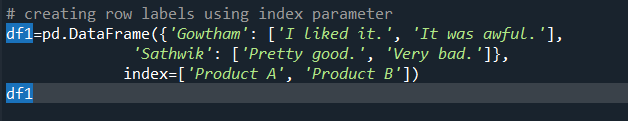 # creating row labels using index parameter
df1=pd.DataFrame({'Gowtham': ['I liked it.', 'It was awful.'],
'Sathwik': ['Pretty good.', 'Very bad.']},
index=['Product A', 'Product B'])
df1